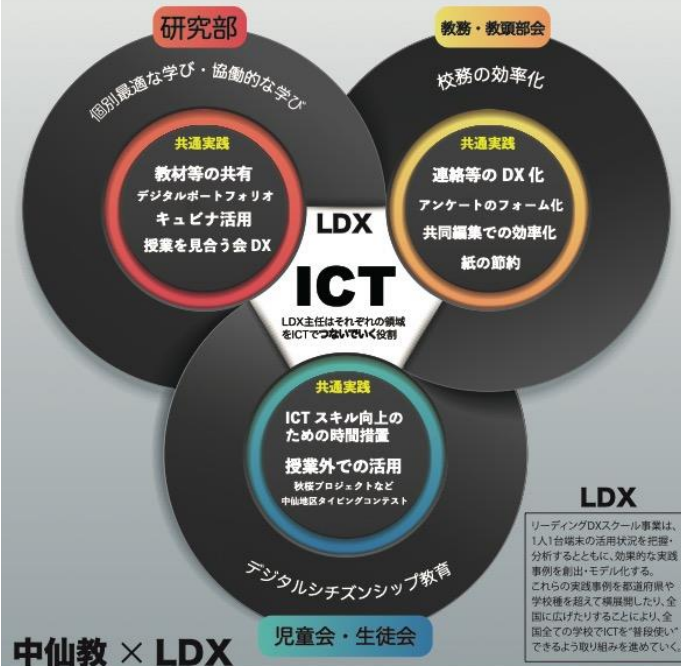 研究部
個別最適な学び・協働的な学び
共通実践
教材等の共有
デジタルポートフォリオ
キュビナ活用
授業を見合う会 DX
教務・教頭部会
校務の効率化
共通実践
連絡等の DX 化
アンケートのフォーム化
共同編集での効率化
紙の節約
LDX
ICT
LDX主任はそれぞれの領域
をICTでつないでいく役割
共通実践
ICT スキル向上の
ための時間措置
授業外での活用
秋桜プロジェクトなど
中仙地区タイピングコンテスト
デジタルシチズンシップ教育
児童会・生徒会
中仙教 × LDX
LDX
リーディングDXスクール事業は、
1人1台端末の活用状況を把握・
分析するとともに、効果的な実践
事例を創出・モデル化する。
これらの実践事例を都道府県や
学校種を超えて横展開したり、全
国に広げたりすることにより、全
国全ての学校でICTを“普段使い”
できるよう取り組みを進めていく。